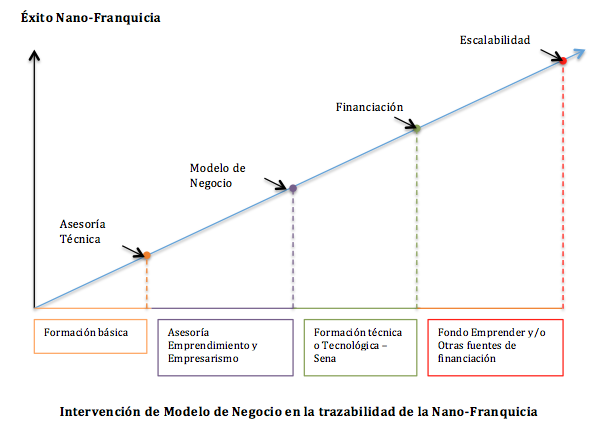 Éxito Nano-Franquicia
Escalabilidad
Financiación
Modelo de
Negocio
Asesoría
Técnica
Formación básica
Asesoría
Emprendimiento y
Empresarismo
Formación técnica
o Tecnológica –
Sena
Fondo Emprender y/o
Otras fuentes de
financiación
Intervención de Modelo de Negocio en la trazabilidad de la Nano-Franquicia